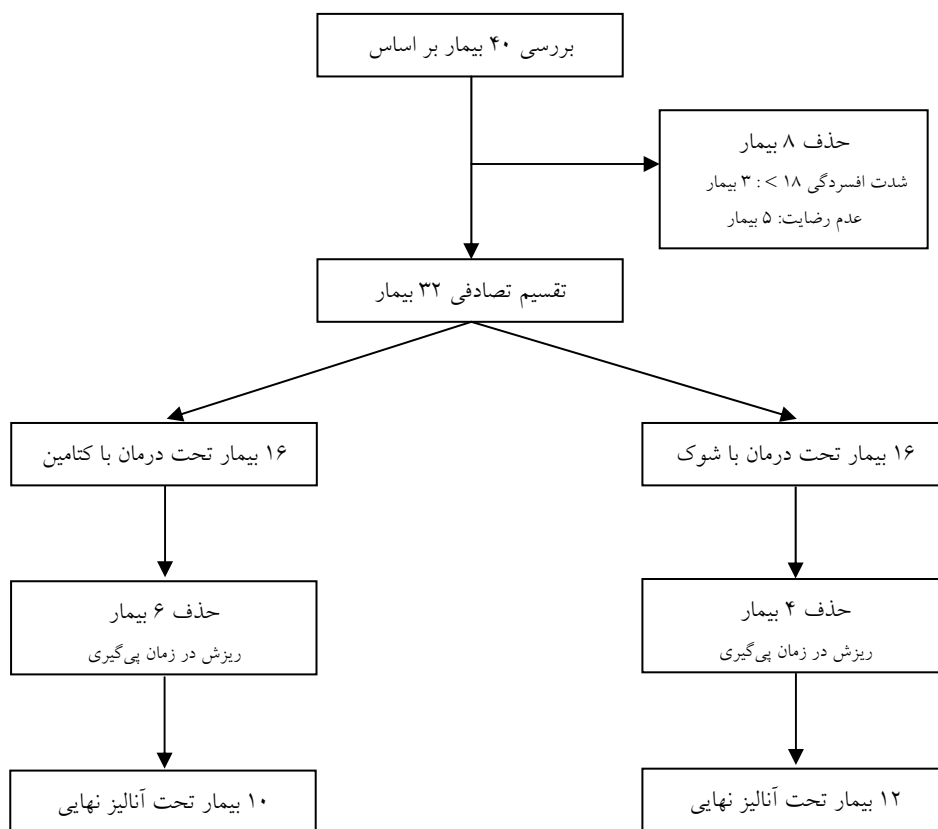 بررسی ۴۰ بیمار بر اساس
حذف ۸ بیمار
شدت افسردگی ۱۸ > : ۳ بیمار
عدم رضایت: ۵ بیمار
تقسیم تصادفی ۳۲ بیمار
۱۶ بیمار تحت درمان با شوک
۱۶ بیمار تحت درمان با کتامین
حذف ۴ بیمار
ریزش در زمان پی‌گیری
حذف ۶ بیمار
ریزش در زمان پی‌گیری
۱۲ بیمار تحت آنالیز نهایی
۱۰ بیمار تحت آنالیز نهایی